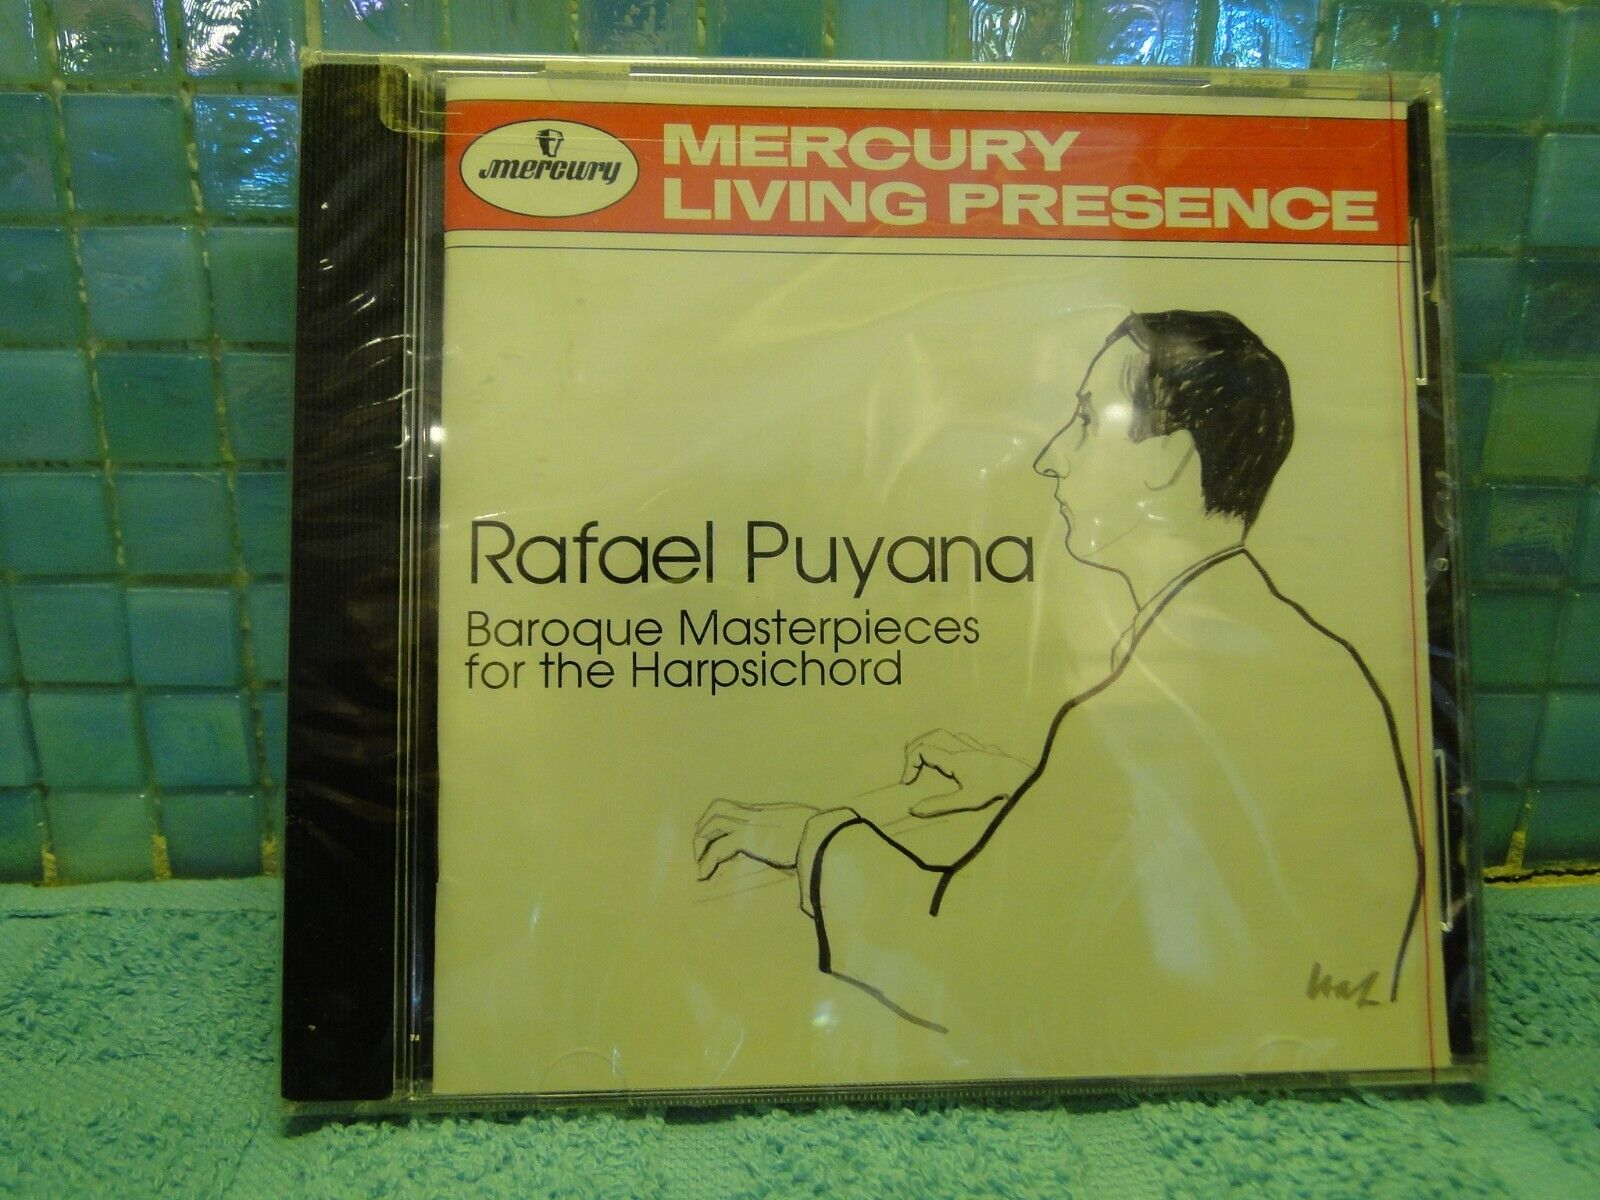 mercury
MERCURY
LIVING PRESENCE
Rafael Puyana
Baroque Masterpieces
for the Harpsichord